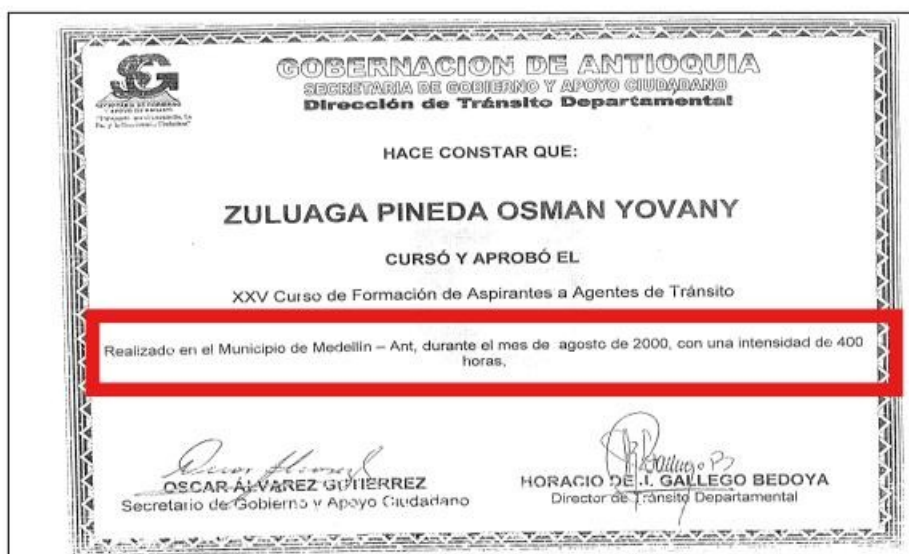 GOBERNACION DE ANTIOQUIA
SECRETARIA DE GOBIERNO Y APOYO CIUDADANO
Dirección de Tránsito Departamental
HACE CONSTAR QUE:
ZULUAGA PINEDA OSMAN YOVANY
CURSÓ Y APROBÓ EL
XXV Curso de Formación de Aspirantes a Agentes de Tránsito
Realizado en el Municipio de Medellín – Ant, durante el mes de agosto de 2000, con una intensidad de 400
horas,
OSCAR ÁLVAREZ GUTIERREZ
Secretario de Gobierno y Apoyo Ciudadano
HORACIO DE J. GALLEGO BEDOYA
Director de Tránsito Departamental